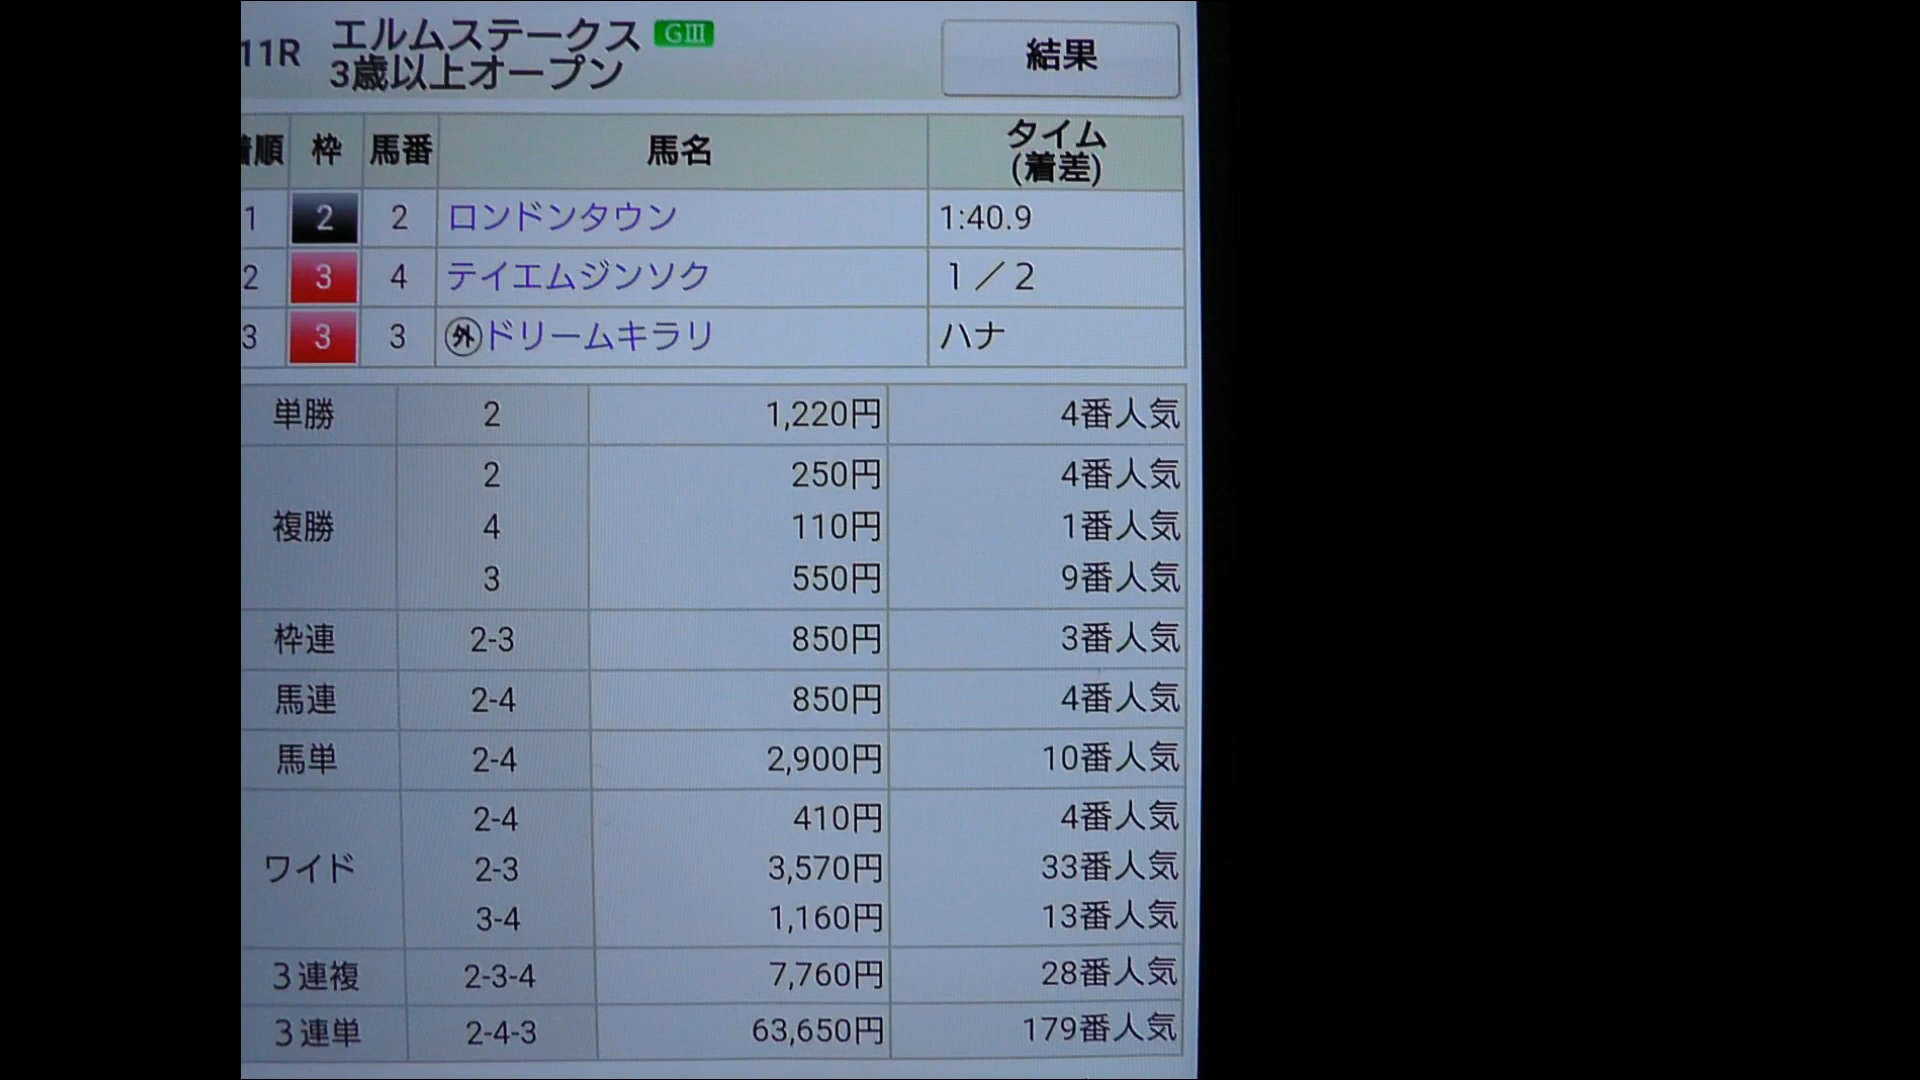 11R エルムステークス GⅢ
3歳以上オープン
結果
着順 枠 馬番 馬名 タイム
(着差)
1 2 2 ロンドンタウン 1:40.9
2 3 4 テイエムジンソク 1／2
3 3 3 外ドリームキラリ ハナ
単勝 2 1,220円 4番人気
複勝 2 250円 4番人気
4 110円 1番人気
3 550円 9番人気
枠連 2-3 850円 3番人気
馬連 2-4 850円 4番人気
馬単 2-4 2,900円 10番人気
ワイド 2-4 410円 4番人気
2-3 3,570円 33番人気
3-4 1,160円 13番人気
３連複 2-3-4 7,760円 28番人気
３連単 2-4-3 63,650円 179番人気